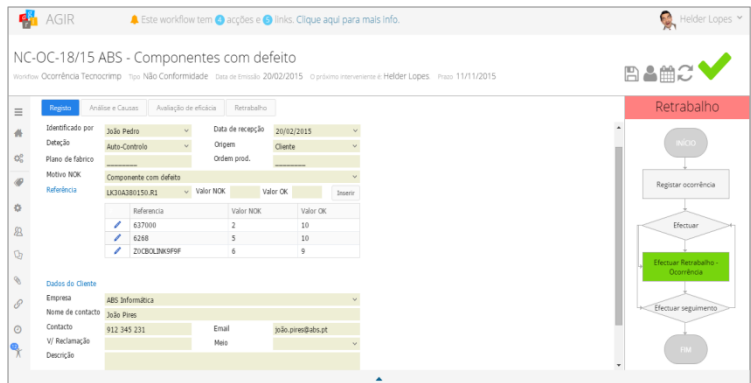 AGIR
Este workflow tem 4 acções e 5 links. Clique aqui para mais info.
Helder Lopes
NC-OC-18/15 ABS - Componentes com defeito
Workflow Ocorrência Tecnocrimp Tipo Não Conformidade Data de Emissão 20/02/2015 O próximo interveniente é Helder Lopes Prazo 11/11/2015
Registo Análise e Causas Avaliação de eficácia Retrabalho
Identificado por João Pedro Data de recepção 20/02/2015
Deteção Auto-Controlo Origem Cliente
Plano de fabrico ________ Ordem prod. ________
Motivo NOK Componente com defeito
Referência LK30A380150.R1 Valor NOK Valor OK Inserir
Referencia Valor NOK Valor OK
637000 2 10
6268 5 10
Z0CBOLINK9F9F 6 9
Dados do Cliente
Empresa ABS Informática
Nome de contacto João Pires
Contacto 912 345 231 Email joão.pires@abs.pt
V/ Reclamação Meio
Descrição
Retrabalho
INÍCIO
Registar ocorrência
Efectuar
Efectuar Retrabalho -
Ocorrência
Efectuar seguimento
FIM